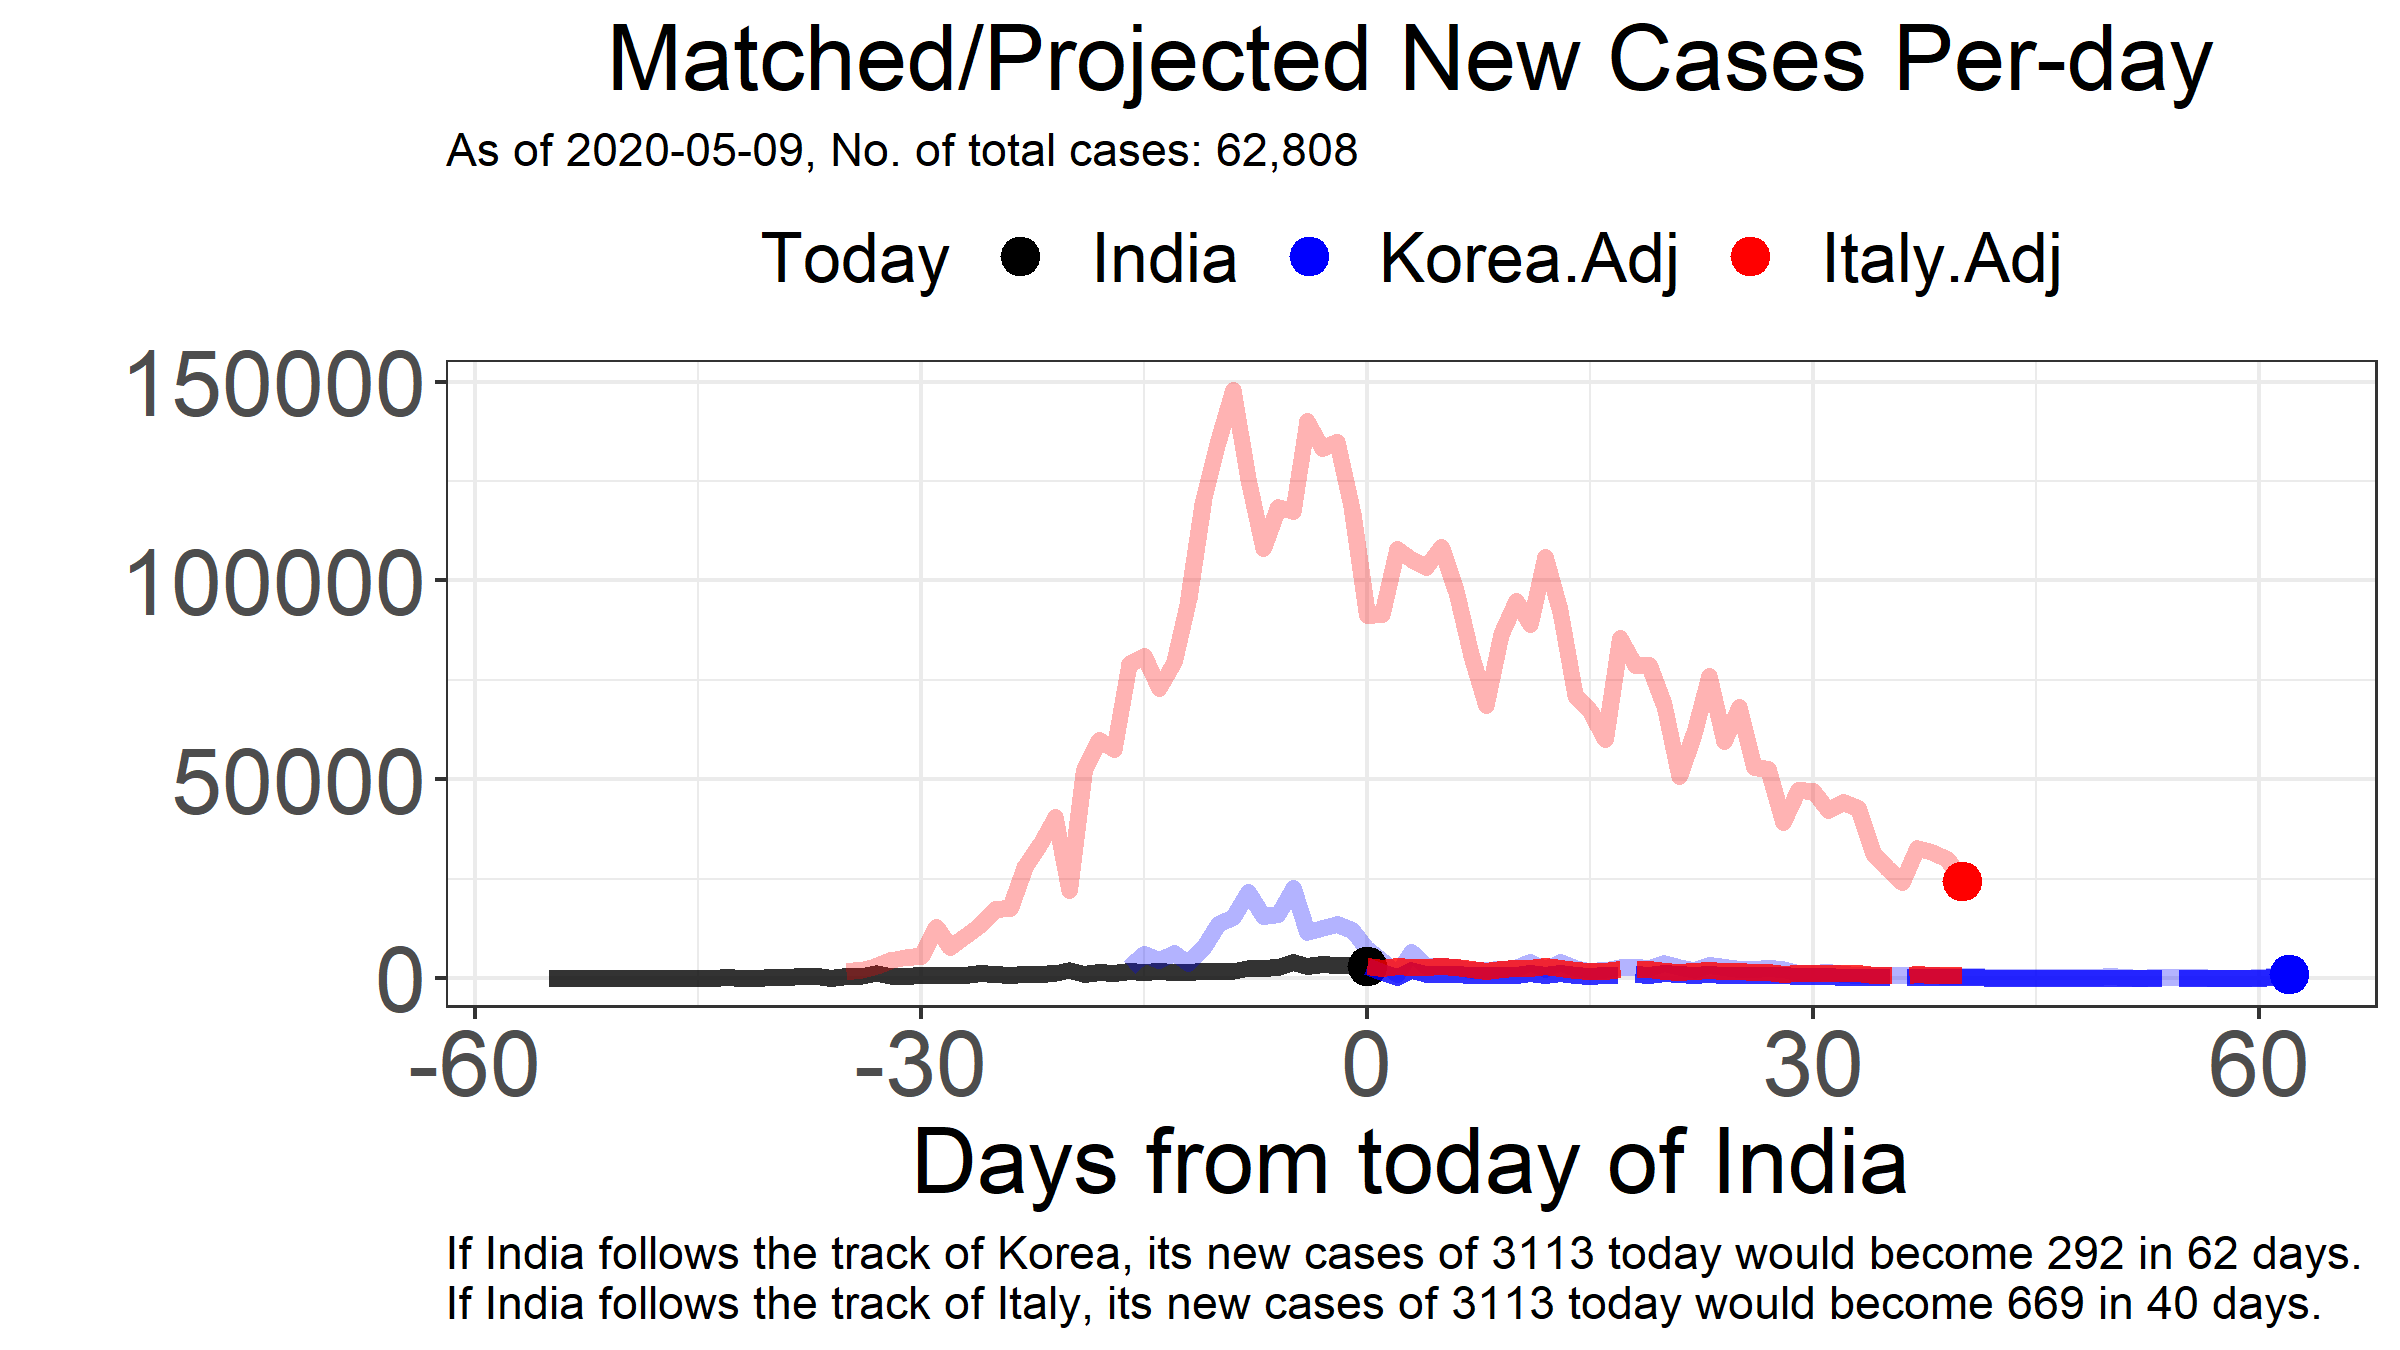 Matched/Projected New Cases Per-day
As of 2020-05-09, No. of total cases: 62,808
Today India Korea.Adj Italy.Adj
150000
100000
50000
0
-60 -30 0 30 60
Days from today of India
If India follows the track of Korea, its new cases of 3113 today would become 292 in 62 days.
If India follows the track of Italy, its new cases of 3113 today would become 669 in 40 days.